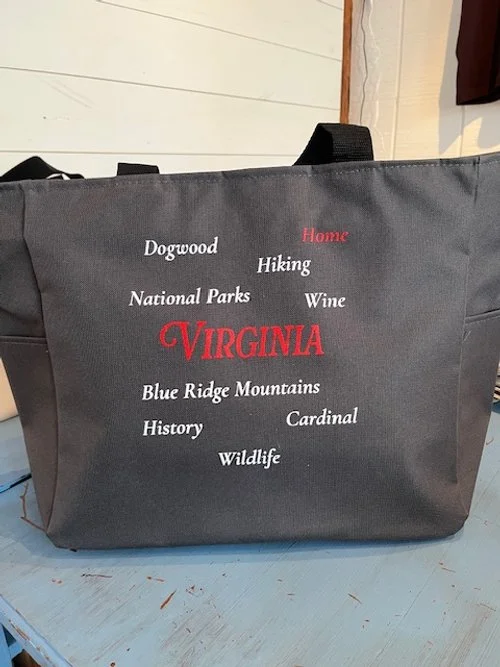 Home
Dogwood
Hiking
National Parks Wine
VIRGINIA
Blue Ridge Mountains
History Cardinal
Wildlife